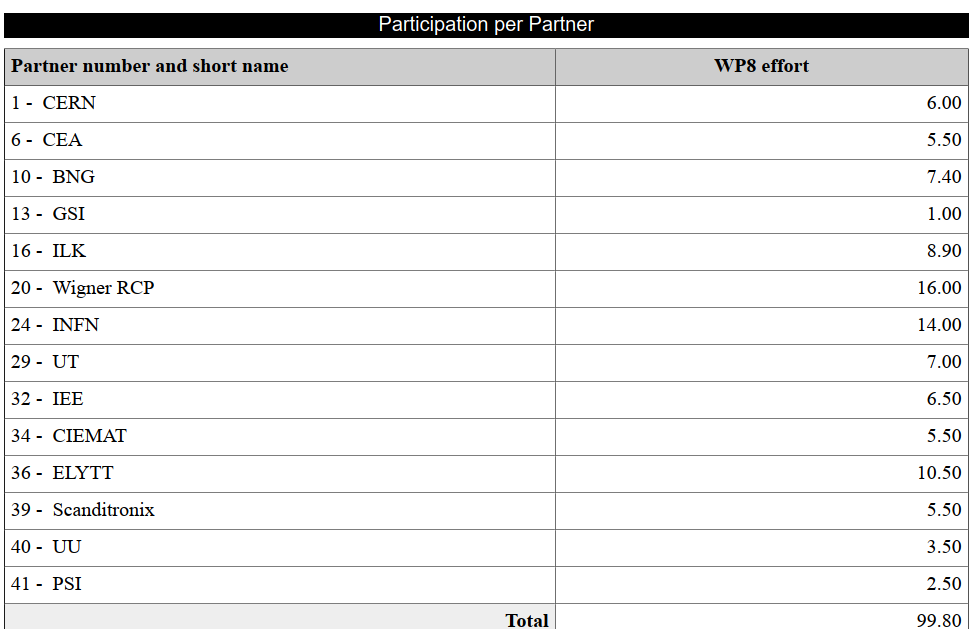 Participation per Partner
Partner number and short name WP8 effort
1 - CERN 6.00
6 - CEA 5.50
10 - BNG 7.40
13 - GSI 1.00
16 - ILK 8.90
20 - Wigner RCP 16.00
24 - INFN 14.00
29 - UT 7.00
32 - IEE 6.50
34 - CIEMAT 5.50
36 - ELYTT 10.50
39 - Scanditronix 5.50
40 - UU 3.50
41 - PSI 2.50
Total 99.80